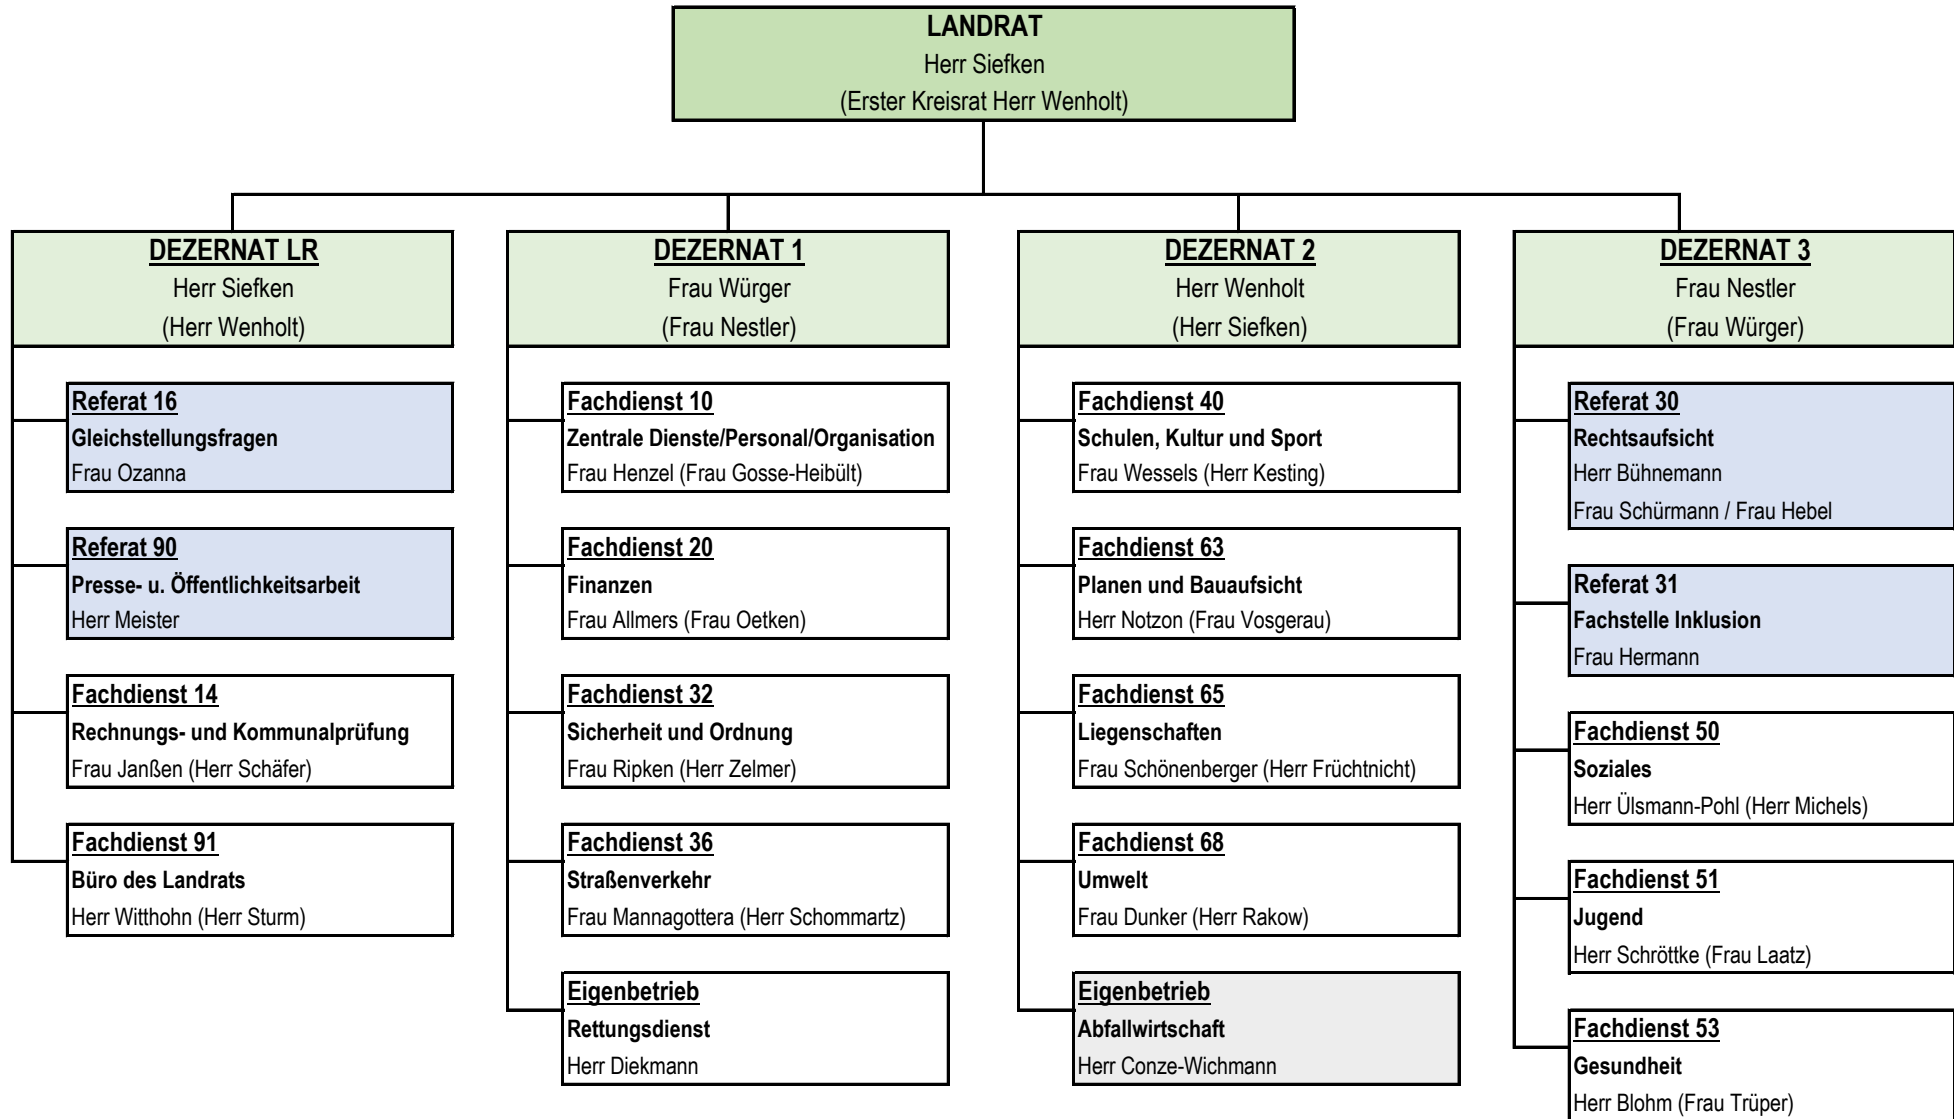 LANDRAT
Herr Siefken
(Erster Kreisrat Herr Wenholt)
DEZERNAT LR
Herr Siefken
(Herr Wenholt)
Referat 16
Gleichstellungsfragen
Frau Ozanna
Referat 90
Presse- u. Öffentlichkeitsarbeit
Herr Meister
Fachdienst 14
Rechnungs- und Kommunalprüfung
Frau Janßen (Herr Schäfer)
Fachdienst 91
Büro des Landrats
Herr Witthohn (Herr Sturm)
DEZERNAT 1
Frau Würger
(Frau Nestler)
Fachdienst 10
Zentrale Dienste/Personal/Organisation
Frau Henzel (Frau Gosse-Heibült)
Fachdienst 20
Finanzen
Frau Allmers (Frau Oetken)
Fachdienst 32
Sicherheit und Ordnung
Frau Ripken (Herr Zelmer)
Fachdienst 36
Straßenverkehr
Frau Mannagottera (Herr Schommartz)
Eigenbetrieb
Rettungsdienst
Herr Diekmann
DEZERNAT 2
Herr Wenholt
(Herr Siefken)
Fachdienst 40
Schulen, Kultur und Sport
Frau Wessels (Herr Kesting)
Fachdienst 63
Planen und Bauaufsicht
Herr Notzon (Frau Vosgerau)
Fachdienst 65
Liegenschaften
Frau Schönenberger (Herr Früchtnicht)
Fachdienst 68
Umwelt
Frau Dunker (Herr Rakow)
Eigenbetrieb
Abfallwirtschaft
Herr Conze-Wichmann
DEZERNAT 3
Frau Nestler
(Frau Würger)
Referat 30
Rechtsaufsicht
Herr Bühnemann
Frau Schürmann / Frau Hebel
Referat 31
Fachstelle Inklusion
Frau Hermann
Fachdienst 50
Soziales
Herr Ülsmann-Pohl (Herr Michels)
Fachdienst 51
Jugend
Herr Schröttke (Frau Laatz)
Fachdienst 53
Gesundheit
Herr Blohm (Frau Trüper)